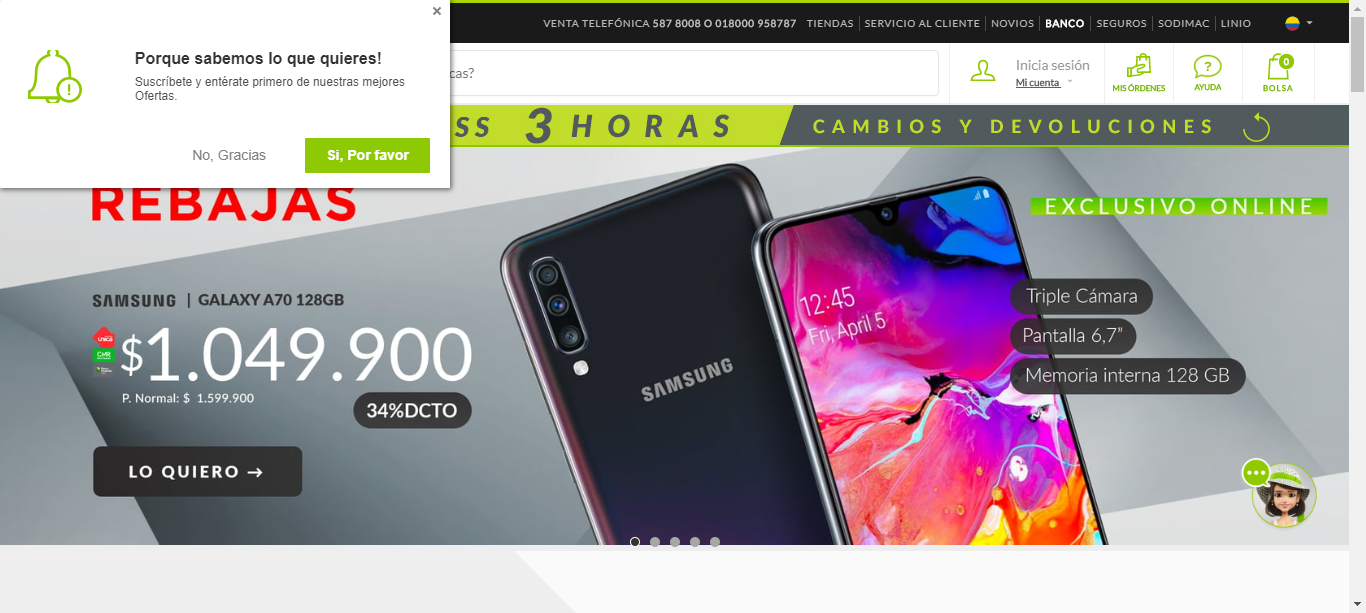 ×
Porque sabemos lo que quieres!
Suscríbete y entérate primero de nuestras mejores
Ofertas.
No, Gracias
Si, Por favor
VENTA TELEFÓNICA 587 8008 O 018000 958787
TIENDAS
SERVICIO AL CLIENTE
NOVIOS
BANCO
SEGUROS
SODIMAC
LINIO
cas?
Inicia sesión
Mi cuenta
MIS ÓRDENES
?
AYUDA
0
BOLSA
SS 3 HORAS
CAMBIOS Y DEVOLUCIONES
REBAJAS
EXCLUSIVO ONLINE
SAMSUNG | GALAXY A70 128GB
única
CMR
$1.049.900
P. Normal: $ 1.599.900
34%DCTO
LO QUIERO →
SAMSUNG
12:45
Fri, April 5
Triple Cámara
Pantalla 6,7”
Memoria interna 128 GB